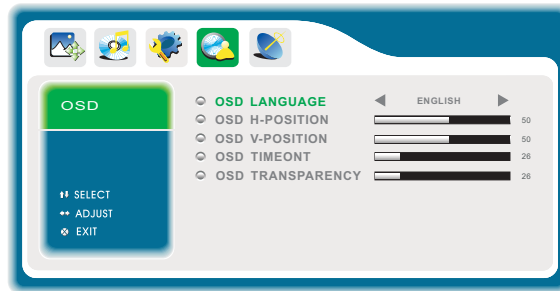 OSD
OSD LANGUAGE ENGLISH
OSD H-POSITION 50
OSD V-POSITION 50
OSD TIMEONT 26
OSD TRANSPARENCY 26
SELECT
ADJUST
EXIT